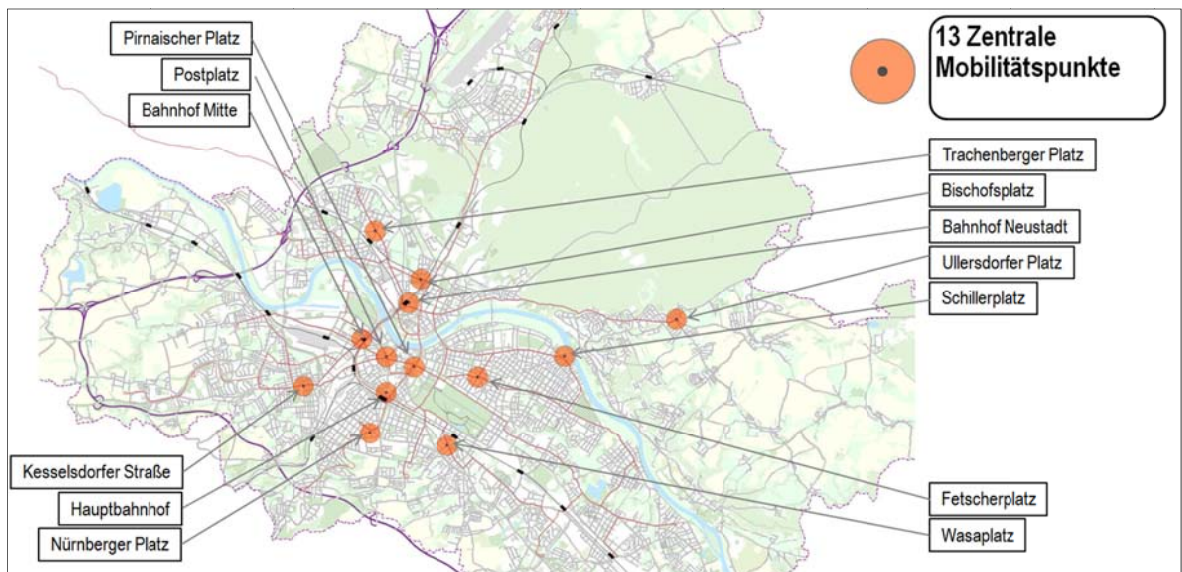 Pirnaischer Platz
Postplatz
Bahnhof Mitte
13 Zentrale
Mobilitätspunkte
Trachenberger Platz
Bischofsplatz
Bahnhof Neustadt
Ullersdorfer Platz
Schillerplatz
Kesselsdorfer Straße
Hauptbahnhof
Nürnberger Platz
Fetscherplatz
Wasaplatz